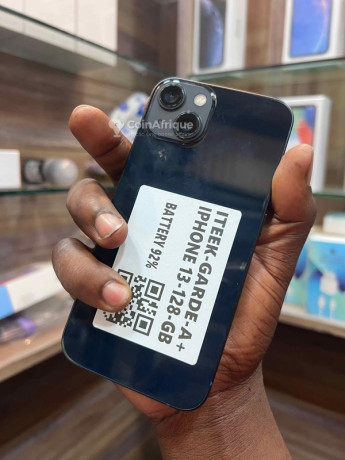 CoinAfrique
ITEEK-GARDE-A+
IPHONE 13-128-GB
BATTERY 92%